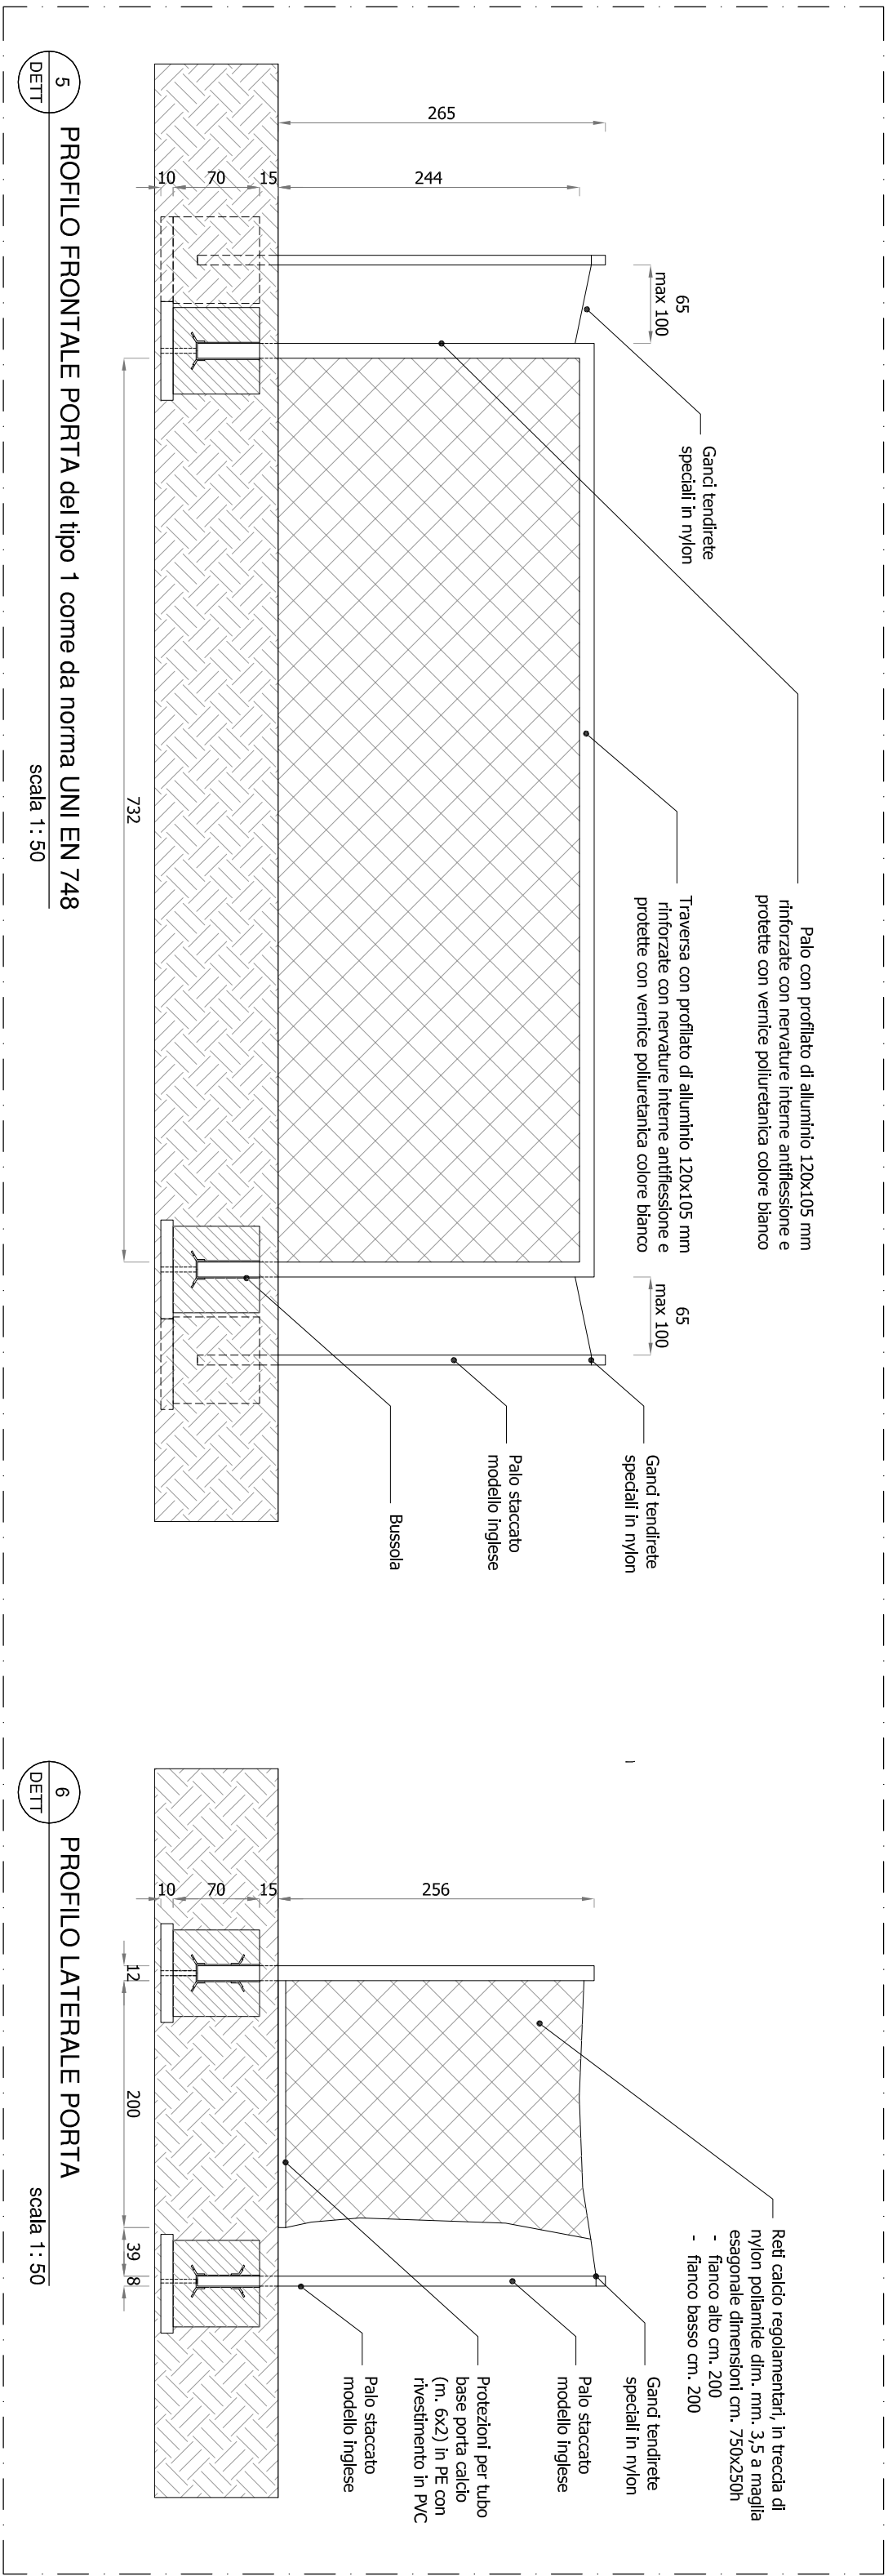 265
244
15
70
10
65
max 100
Ganci tendirete
speciali in nylon
Palo con profilato di alluminio 120x105 mm
rinforzate con nervature interne antiflessione e
protette con vernice poliuretanica colore bianco
Traversa con profilato di alluminio 120x105 mm
rinforzate con nervature interne antiflessione e
protette con vernice poliuretanica colore bianco
65
max 100
Ganci tendirete
speciali in nylon
Palo staccato
modello inglese
Bussola
732
5
DETT
PROFILO FRONTALE PORTA del tipo 1 come da norma UNI EN 748
scala 1: 50
256
15
70
10
12
200
39
8
Reti calcio regolamentari, in treccia di
nylon poliamide dim. mm. 3,5 a maglia
esagonale dimensioni cm. 750x250h
- fianco alto cm. 200
- fianco basso cm. 200
Ganci tendirete
speciali in nylon
Palo staccato
modello inglese
Protezioni per tubo
base porta calcio
(m. 6x2) in PE con
rivestimento in PVC
Palo staccato
modello inglese
6
DETT
PROFILO LATERALE PORTA
scala 1: 50